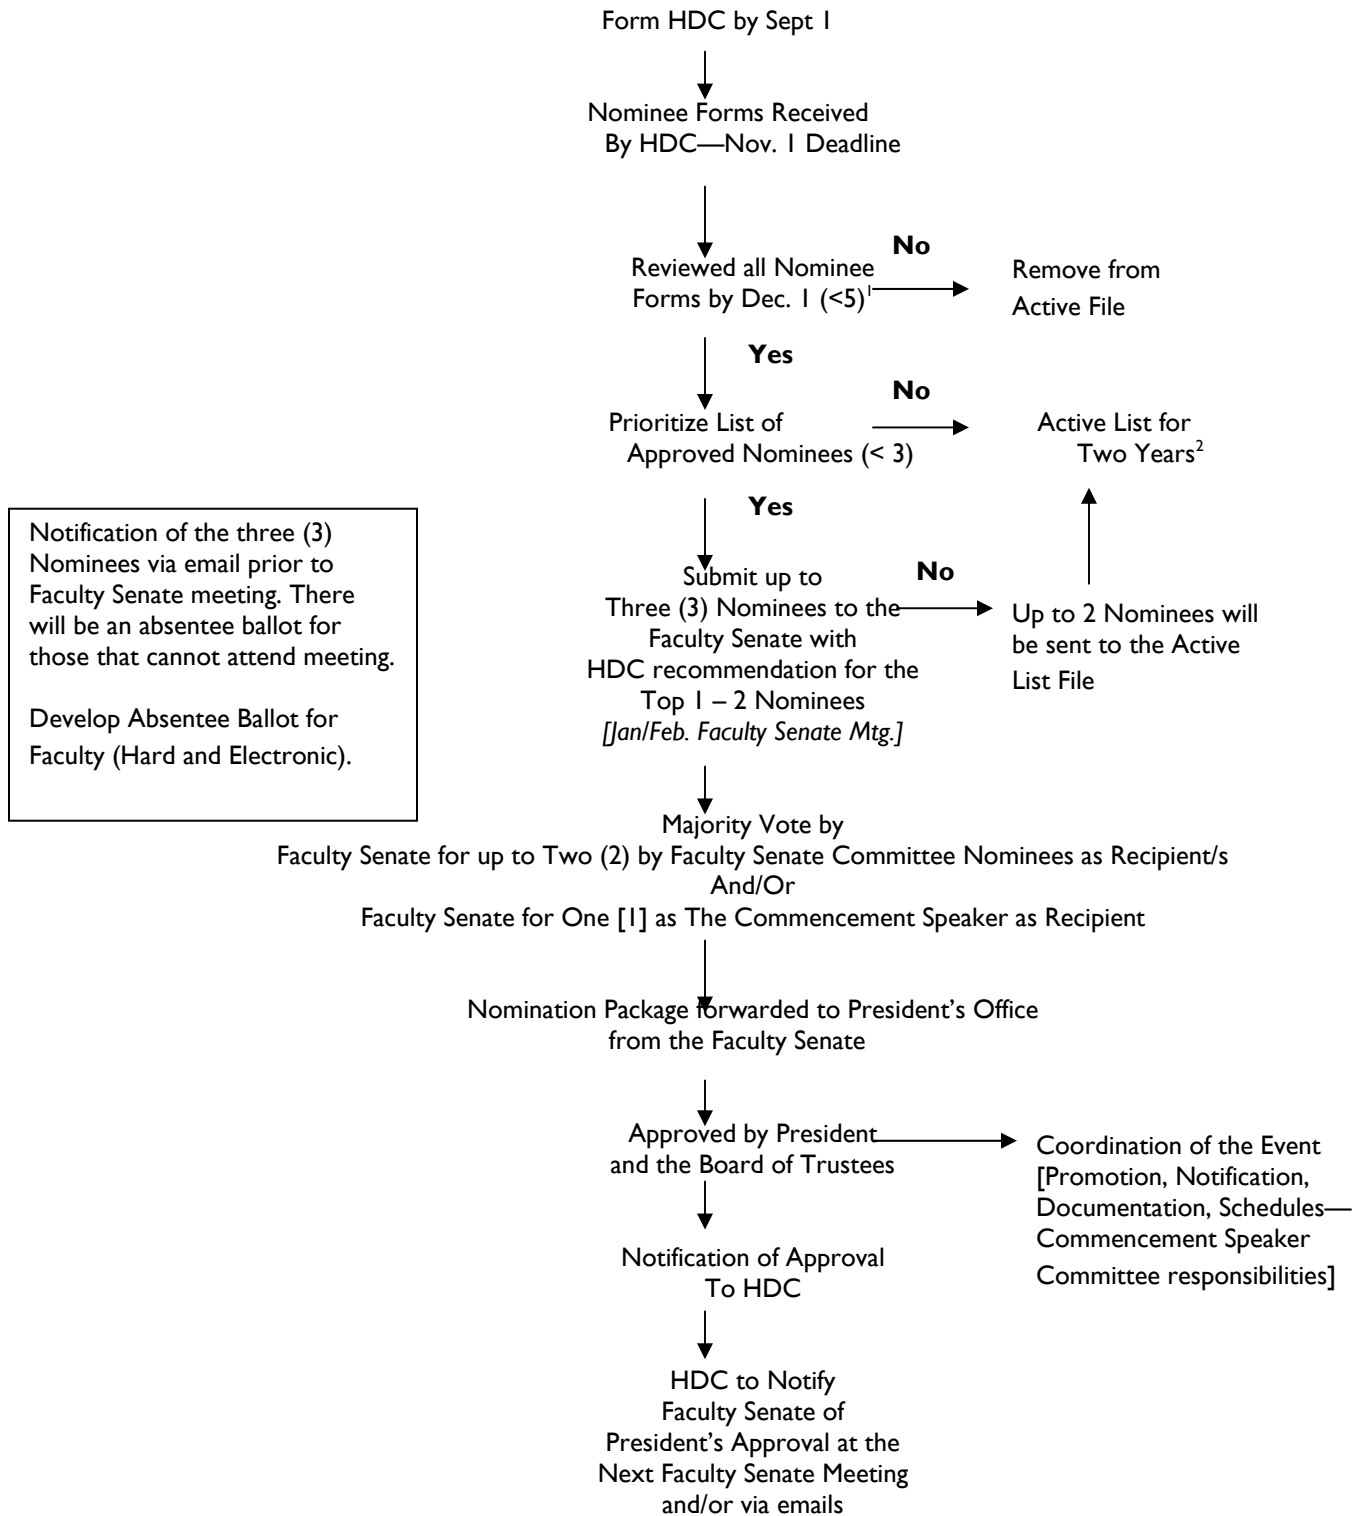 Form HDC by Sept 1
Nominee Forms Received
By HDC—Nov. 1 Deadline
No
Reviewed all Nominee
Forms by Dec. 1 (<5)¹
Remove from
Active File
Yes
No
Prioritize List of
Approved Nominees (< 3)
Active List for
Two Years²
Yes
Notification of the three (3)
Nominees via email prior to
Faculty Senate meeting. There
will be an absentee ballot for
those that cannot attend meeting.
Develop Absentee Ballot for
Faculty (Hard and Electronic).
No
Submit up to
Three (3) Nominees to the
Faculty Senate with
HDC recommendation for the
Top 1 – 2 Nominees
[Jan/Feb. Faculty Senate Mtg.]
Up to 2 Nominees will
be sent to the Active
List File
Majority Vote by
Faculty Senate for up to Two (2) by Faculty Senate Committee Nominees as Recipient/s
And/Or
Faculty Senate for One [1] as The Commencement Speaker as Recipient
Nomination Package forwarded to President’s Office
from the Faculty Senate
Approved by President
and the Board of Trustees
Coordination of the Event
[Promotion, Notification,
Documentation, Schedules—
Commencement Speaker
Committee responsibilities]
Notification of Approval
To HDC
HDC to Notify
Faculty Senate of
President’s Approval at the
Next Faculty Senate Meeting
and/or via emails